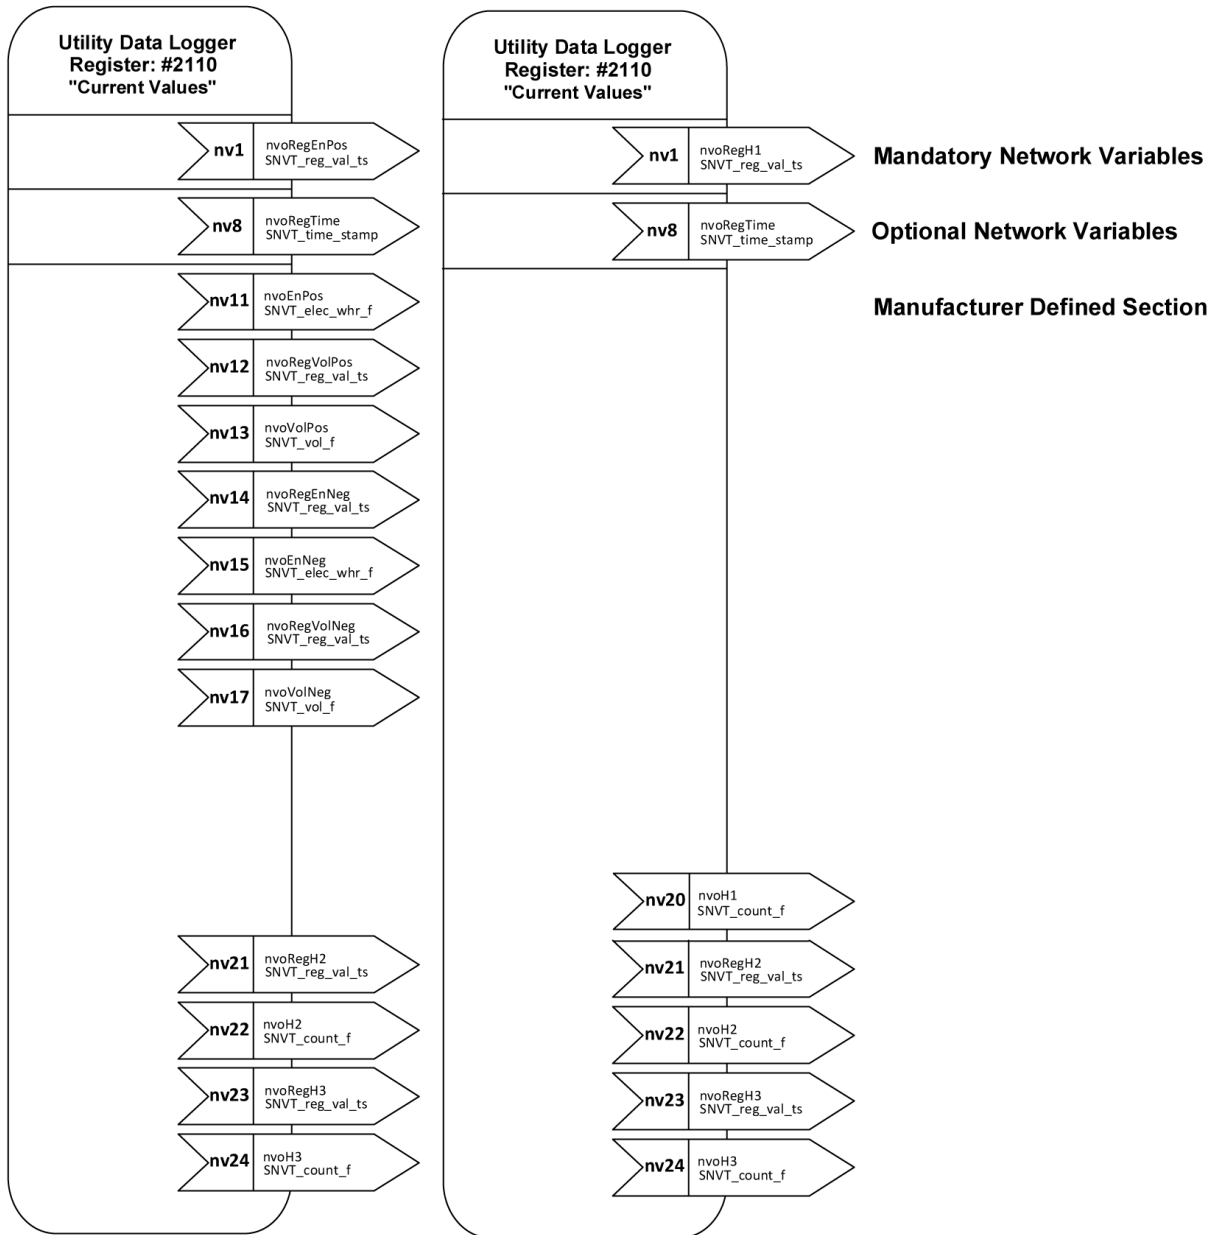 Utility Data Logger
Register: #2110
"Current Values"
nv1
nvoRegEnPos
SNVT_reg_val_ts
nv8
nvoRegTime
SNVT_time_stamp
nv11
nvoEnPos
SNVT_elec_whr_f
nv12
nvoRegVolPos
SNVT_reg_val_ts
nv13
nvoVolPos
SNVT_vol_f
nv14
nvoRegEnNeg
SNVT_reg_val_ts
nv15
nvoEnNeg
SNVT_elec_whr_f
nv16
nvoRegVolNeg
SNVT_reg_val_ts
nv17
nvoVolNeg
SNVT_vol_f
nv21
nvoRegH2
SNVT_reg_val_ts
nv22
nvoH2
SNVT_count_f
nv23
nvoRegH3
SNVT_reg_val_ts
nv24
nvoH3
SNVT_count_f
Utility Data Logger
Register: #2110
"Current Values"
nv1
nvoRegH1
SNVT_reg_val_ts
nv8
nvoRegTime
SNVT_time_stamp
nv20
nvoH1
SNVT_count_f
nv21
nvoRegH2
SNVT_reg_val_ts
nv22
nvoH2
SNVT_count_f
nv23
nvoRegH3
SNVT_reg_val_ts
nv24
nvoH3
SNVT_count_f
Mandatory Network Variables
Optional Network Variables
Manufacturer Defined Section